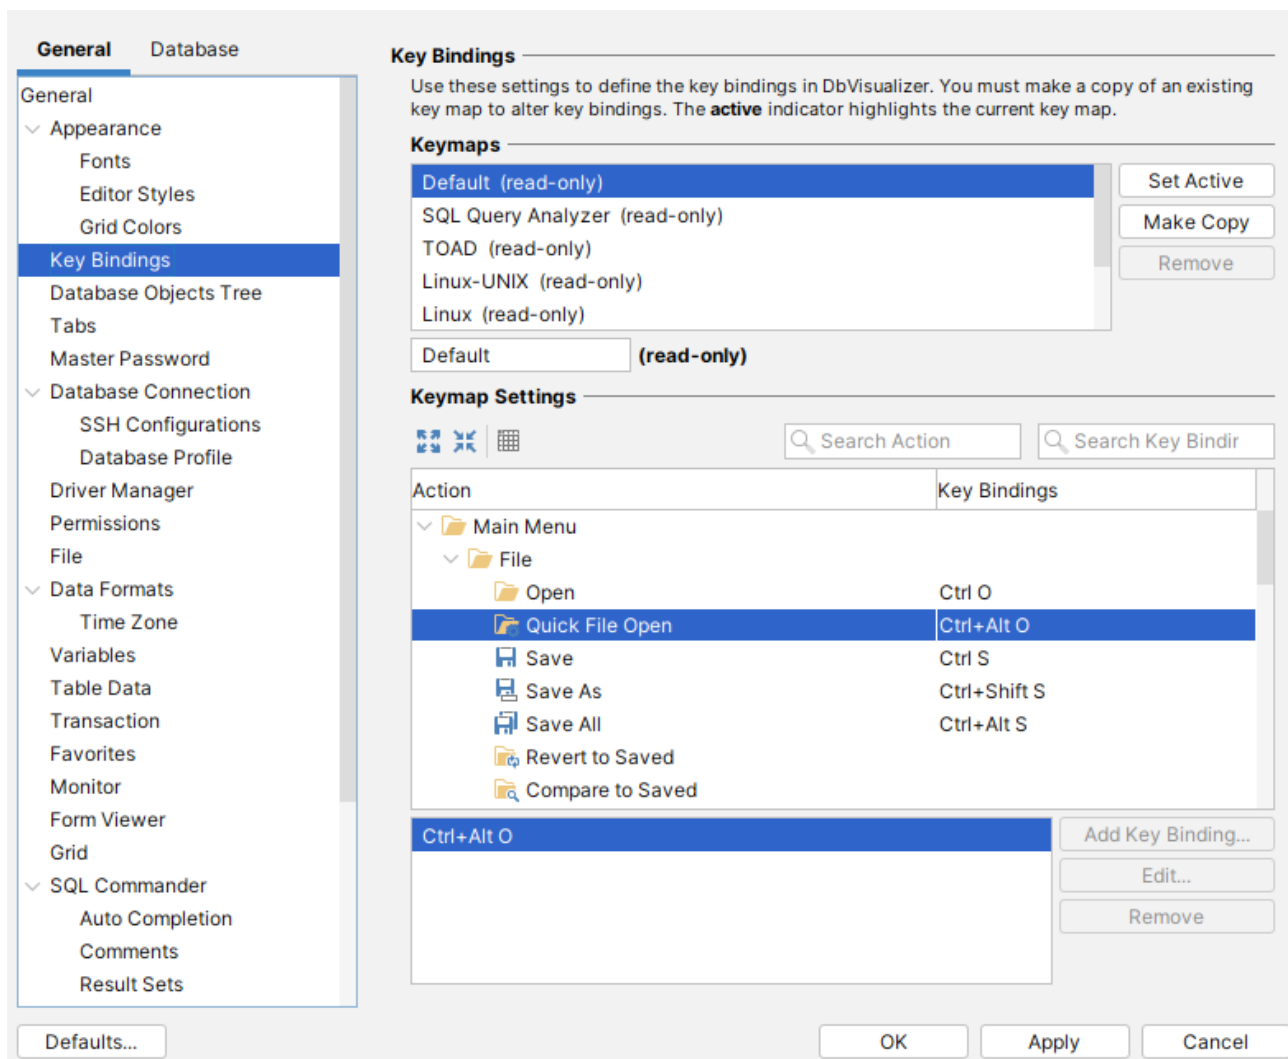 General Database
General
Appearance
Fonts
Editor Styles
Grid Colors
Key Bindings
Database Objects Tree
Tabs
Master Password
Database Connection
SSH Configurations
Database Profile
Driver Manager
Permissions
File
Data Formats
Time Zone
Variables
Table Data
Transaction
Favorites
Monitor
Form Viewer
Grid
SQL Commander
Auto Completion
Comments
Result Sets
Key Bindings
Use these settings to define the key bindings in DbVisualizer. You must make a copy of an existing
key map to alter key bindings. The active indicator highlights the current key map.
Keymaps
Default (read-only)
SQL Query Analyzer (read-only)
TOAD (read-only)
Linux-UNIX (read-only)
Linux (read-only)
Set Active
Make Copy
Remove
Default (read-only)
Keymap Settings
Search Action Search Key Bindir
Action Key Bindings
Main Menu
File
Open Ctrl O
Quick File Open Ctrl+Alt O
Save Ctrl S
Save As Ctrl+Shift S
Save All Ctrl+Alt S
Revert to Saved
Compare to Saved
Ctrl+Alt O
Add Key Binding...
Edit...
Remove
Defaults... OK Apply Cancel